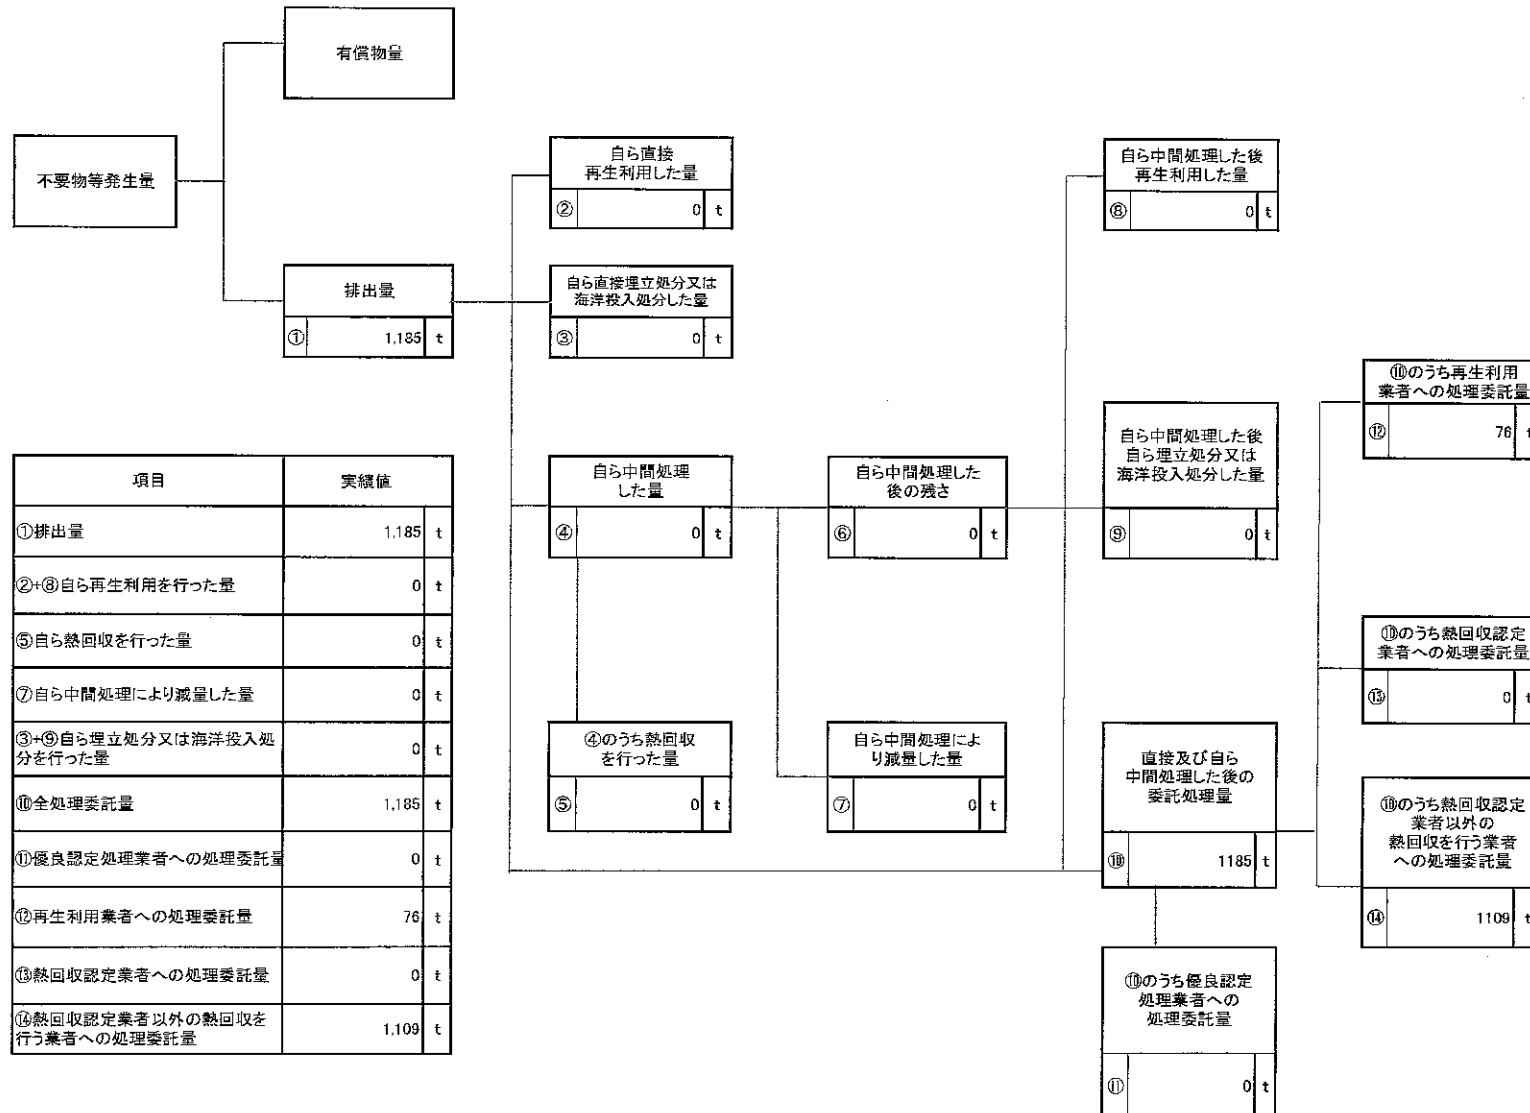 有償物量
不要物等発生量
排出量
① 1,185 t
自ら直接
再生利用した量
② 0 t
自ら直接埋立処分又は
海洋投入処分した量
③ 0 t
自ら中間処理
した量
④ 0 t
④のうち熱回収
を行った量
⑤ 0 t
自ら中間処理した
後の残さ
⑥ 0 t
自ら中間処理によ
り減量した量
⑦ 0 t
自ら中間処理した後
再生利用した量
⑧ 0 t
自ら中間処理した後
自ら埋立処分又は
海洋投入処分した量
⑨ 0 t
直接及び自ら
中間処理した後の
委託処理量
⑩ 1185 t
⑩のうち優良認定
処理業者への
処理委託量
⑪ 0 t
⑩のうち再生利用
業者への処理委託量
⑫ 76 t
⑩のうち熱回収認定
業者への処理委託量
⑬ 0 t
⑩のうち熱回収認定
業者以外の
熱回収を行う業者
への処理委託量
⑭ 1109 t
項目 実績値
①排出量 1,185 t
②+⑧自ら再生利用を行った量 0 t
⑤自ら熱回収を行った量 0 t
⑦自ら中間処理により減量した量 0 t
③+⑨自ら埋立処分又は海洋投入処
分を行った量 0 t
⑩全処理委託量 1,185 t
⑪優良認定処理業者への処理委託量 0 t
⑫再生利用業者への処理委託量 76 t
⑬熱回収認定業者への処理委託量 0 t
⑭熱回収認定業者以外の熱回収を
行う業者への処理委託量 1,109 t